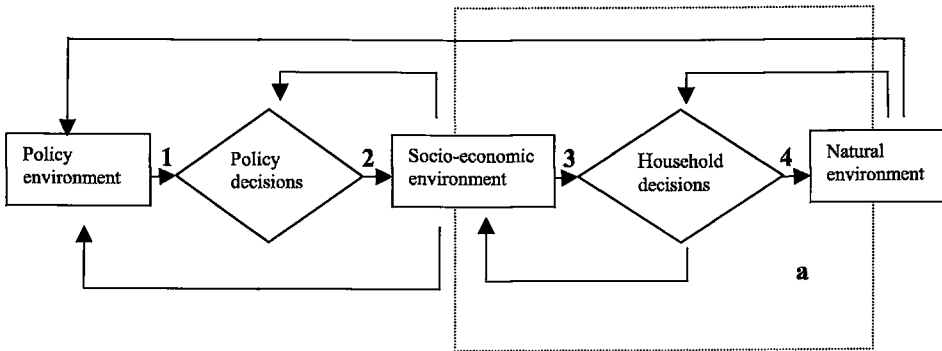 Policy
environment
1
Policy
decisions
2
Socio-economic
environment
3
Household
decisions
4
Natural
environment
a